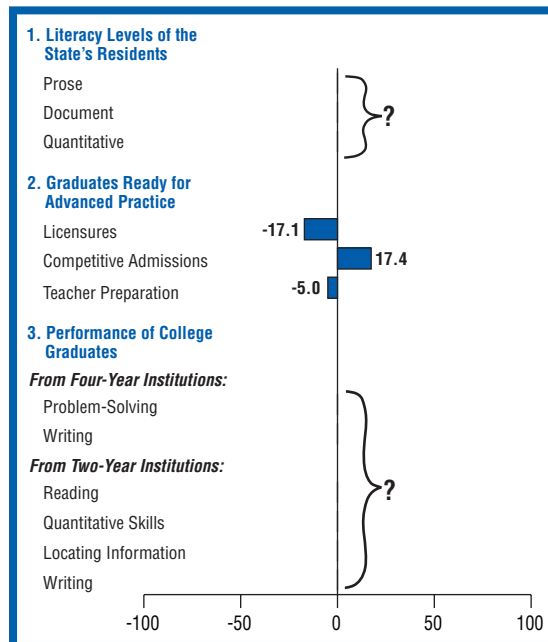 1. Literacy Levels of the
State's Residents
Prose
Document
?
Quantitative
2. Graduates Ready for
Advanced Practice
Licensures
-17.1
Competitive Admissions
17.4
Teacher Preparation
-5.0
3. Performance of College
Graduates
From Four-Year Institutions:
Problem-Solving
Writing
From Two-Year Institutions:
Reading
?
Quantitative Skills
Locating Information
Writing
-100 -50 0 50 100